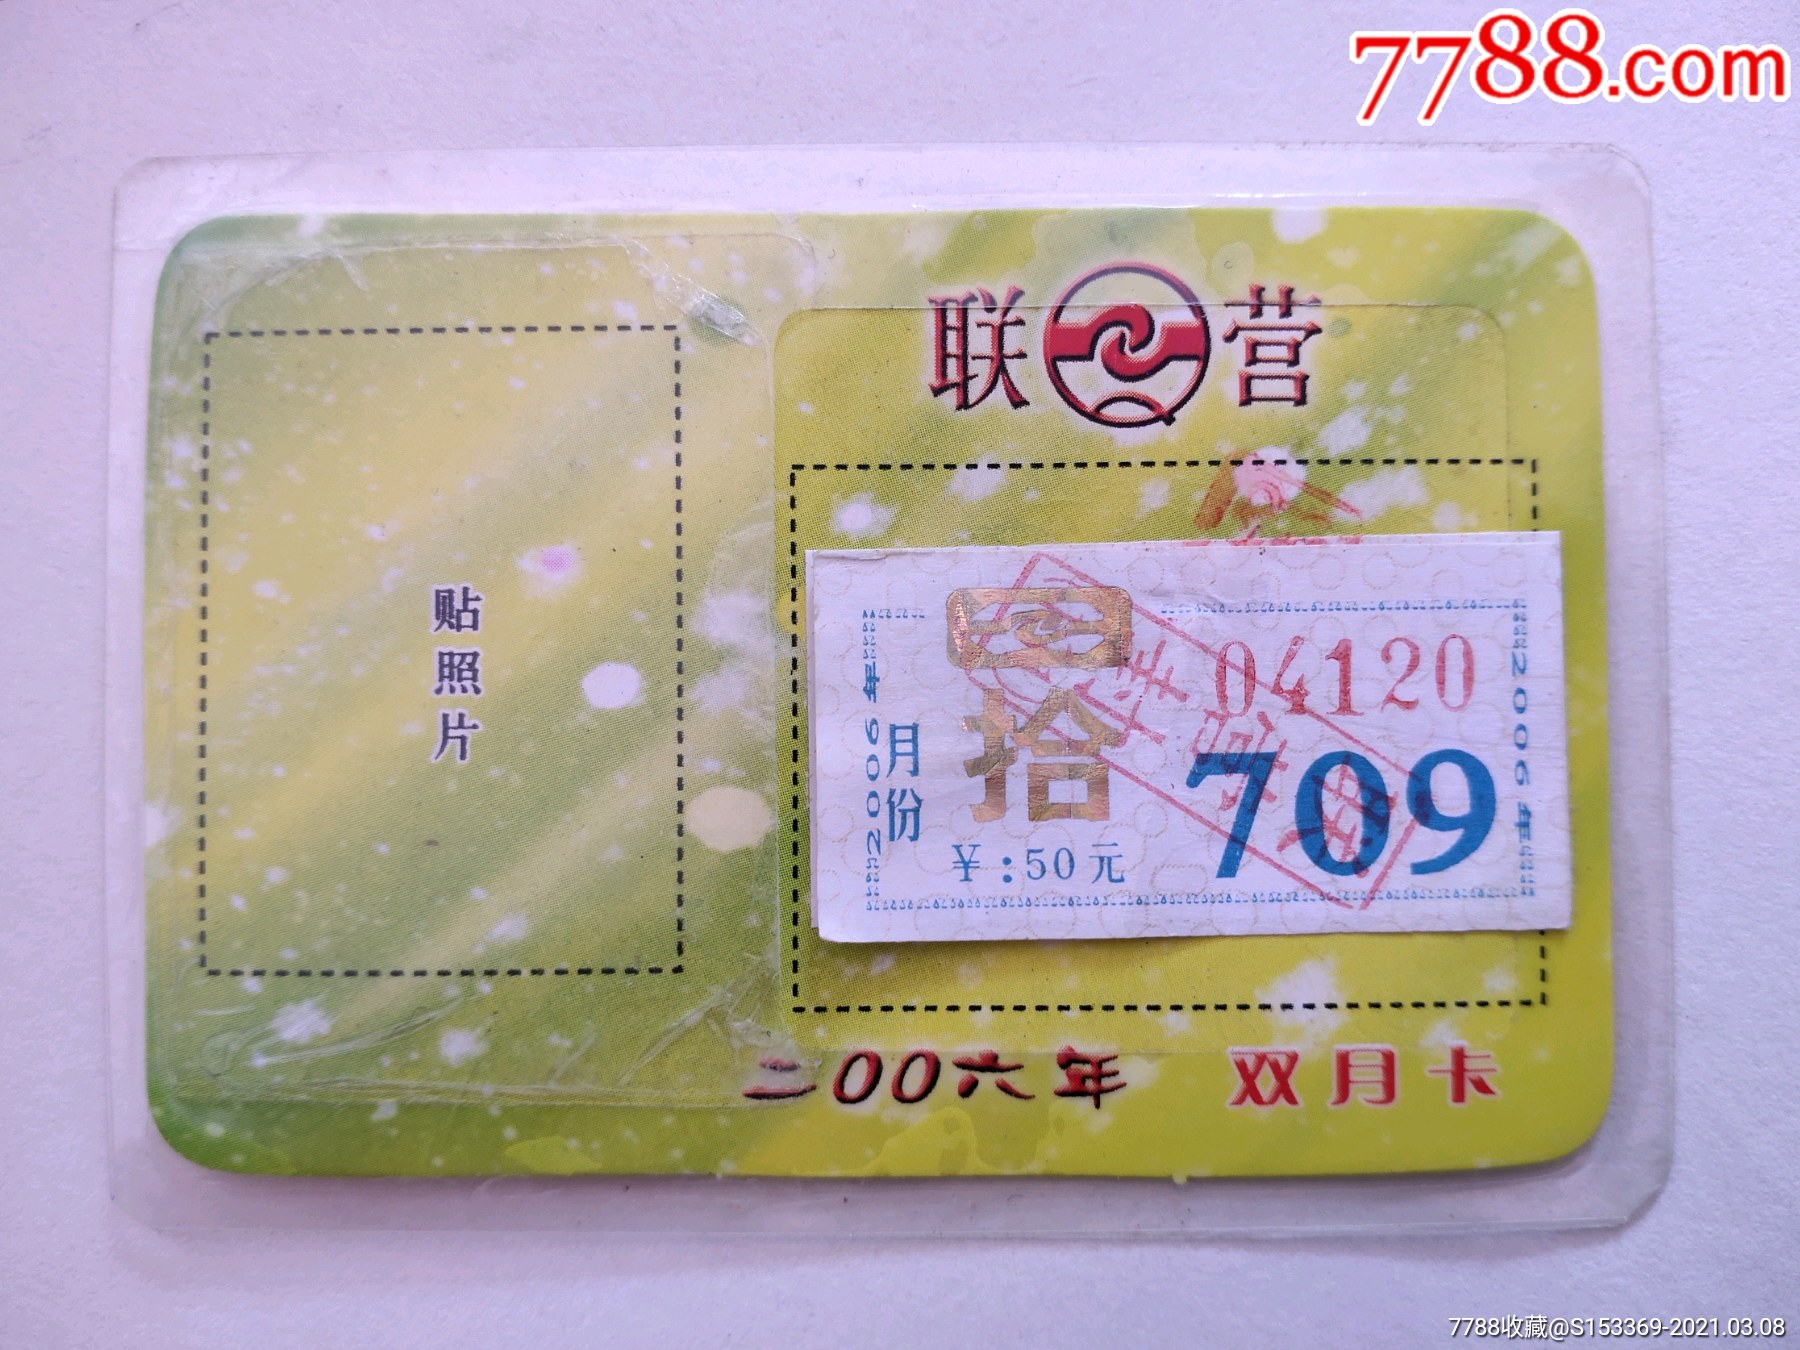 7788.com
联 营
贴照片
2006年
月份
拾
¥:50元
04120
709
2006年
二00六年 双月卡
7788收藏@S153369-2021.03.08